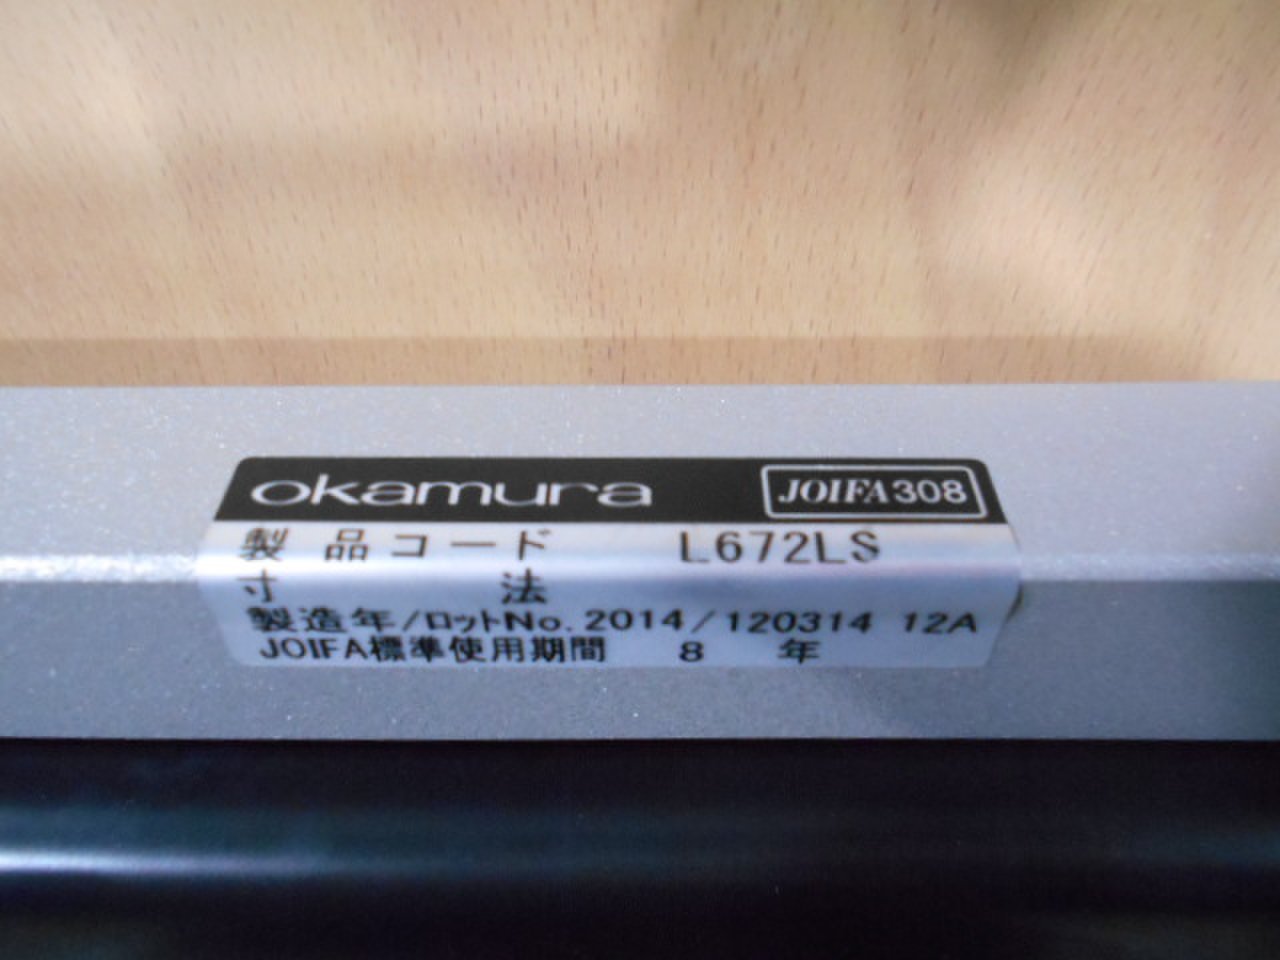 okamura JOIFA308
製品コード L672LS
寸法
製造年/ロットNo. 2014/120314 12A
JOIFA標準使用期間 8 年